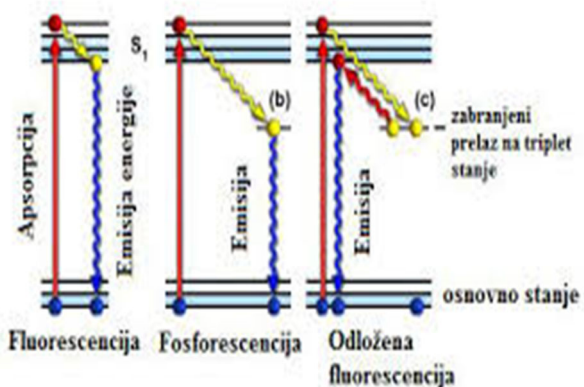 S1
Apsorpcija
Emisija energije
(b)
Emisija
(c)
Emisija
zabranjeni
prelaz na triplet
stanje
osnovno stanje
Fluorescencija
Fosforescencija
Odložena
fluorescencija